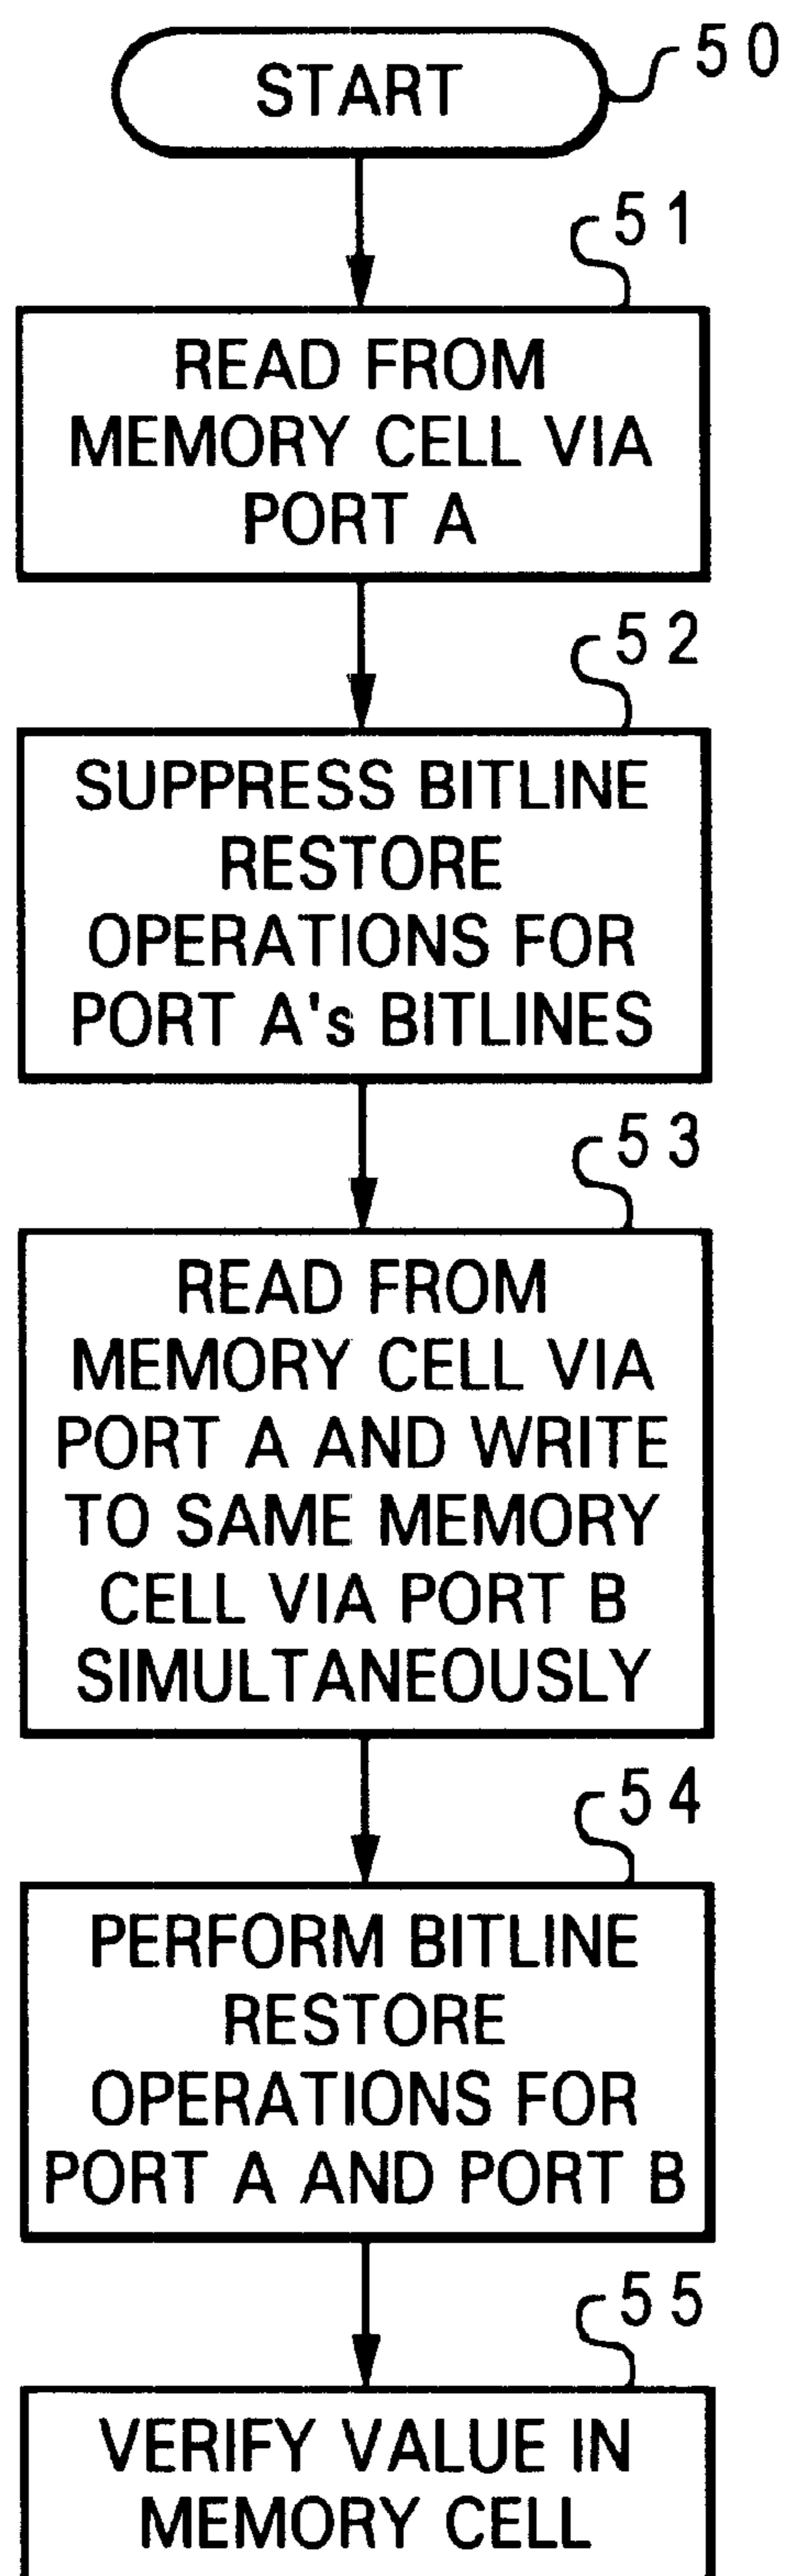 START
50
51
READ FROM
MEMORY CELL VIA
PORT A
52
SUPPRESS BITLINE
RESTORE
OPERATIONS FOR
PORT A's BITLINES
53
READ FROM
MEMORY CELL VIA
PORT A AND WRITE
TO SAME MEMORY
CELL VIA PORT B
SIMULTANEOUSLY
54
PERFORM BITLINE
RESTORE
OPERATIONS FOR
PORT A AND PORT B
55
VERIFY VALUE IN
MEMORY CELL